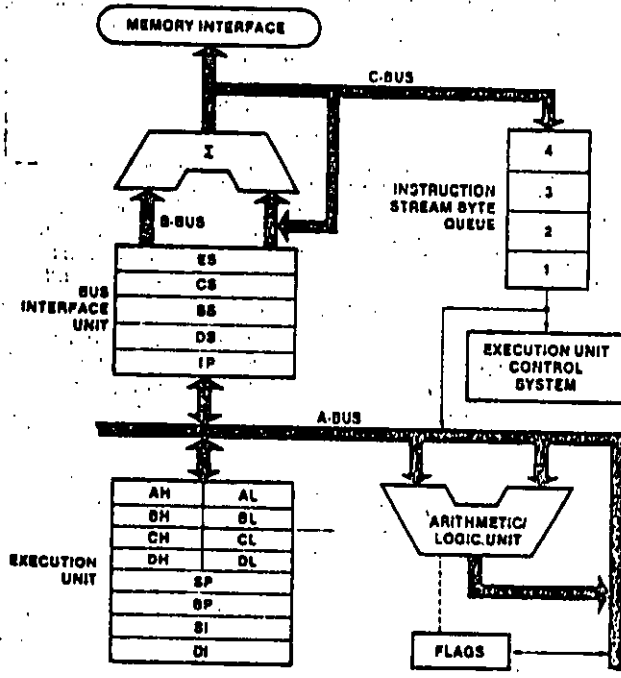 MEMORY INTERFACE
C-BUS
Σ
B-BUS
INSTRUCTION
STREAM BYTE
QUEUE
4
3
2
1
BUS
INTERFACE
UNIT
ES
CS
SS
DS
IP
EXECUTION UNIT
CONTROL
SYSTEM
A-BUS
EXECUTION
UNIT
AH AL
BH BL
CH CL
DH DL
SP
BP
SI
DI
ARITHMETIC/
LOGIC UNIT
FLAGS